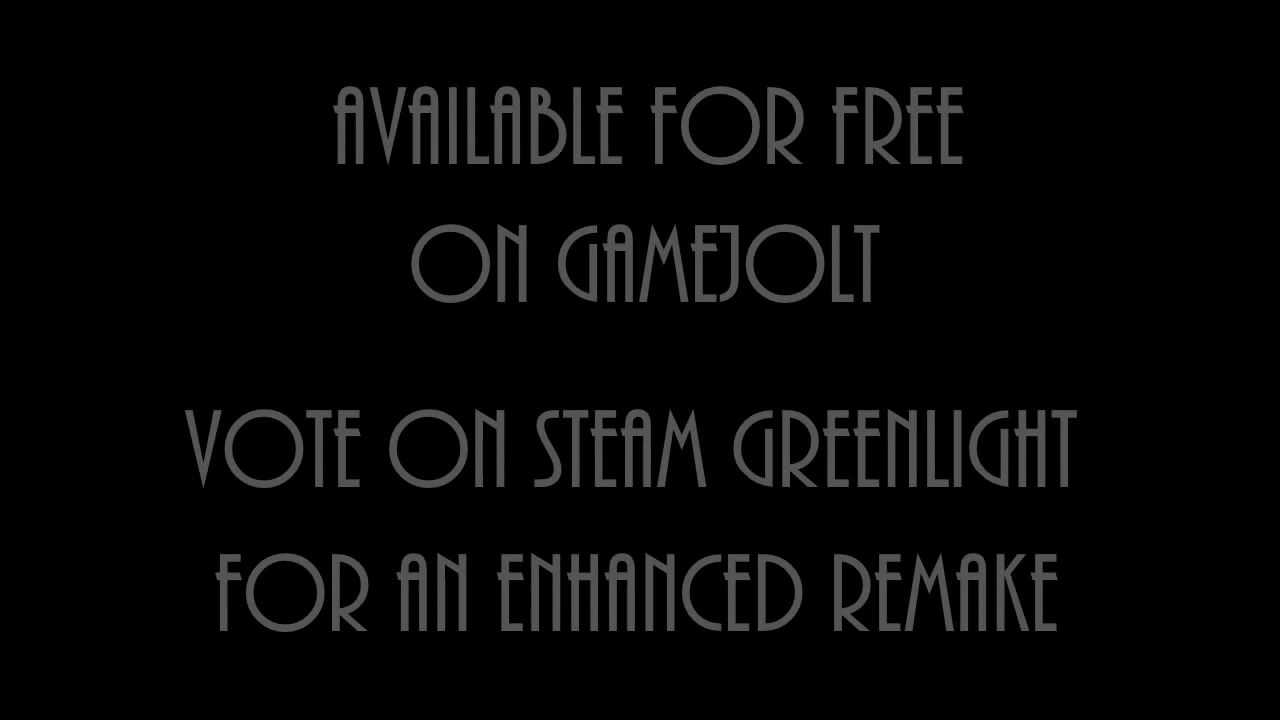 AVAILABLE FOR FREE
ON GAMEJOLT
VOTE ON STEAM GREENLIGHT
FOR AN ENHANCED REMAKE